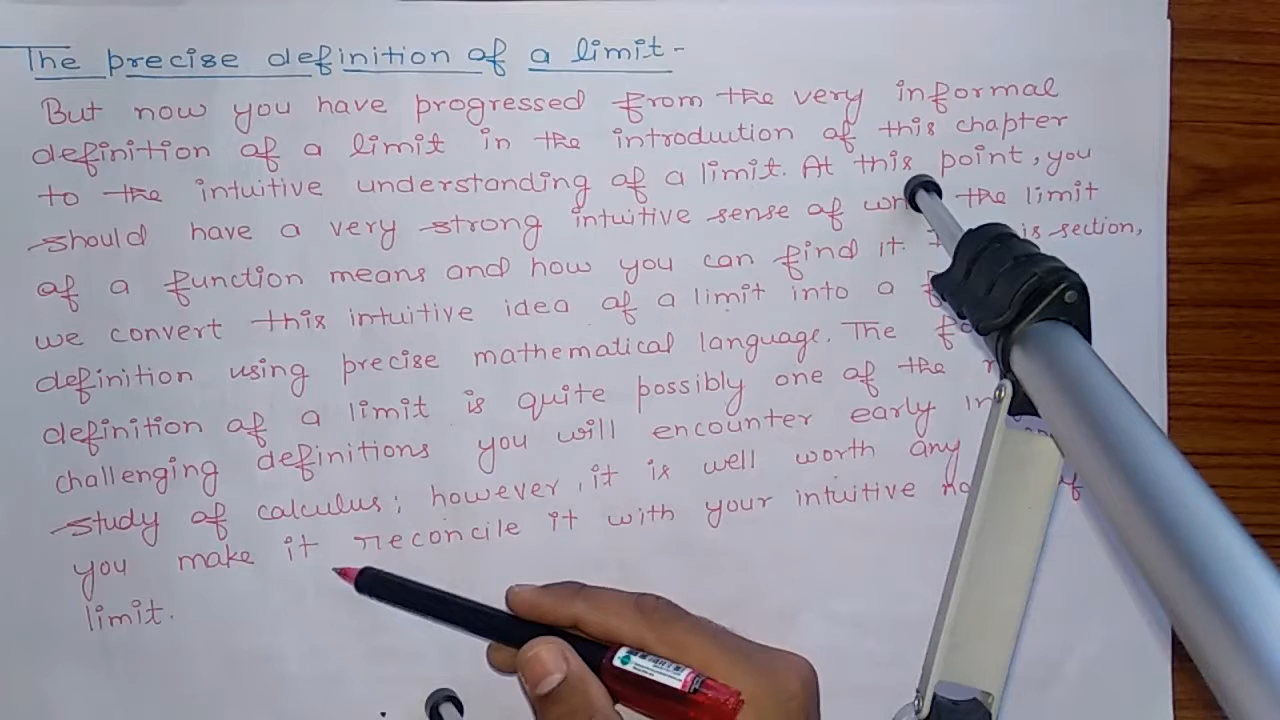 The precise definition of a limit -
But now you have progressed from the very informal
definition of a limit in the introduction of this chapter
to the intuitive understanding of a limit. At this point, you
should have a very strong intuitive sense of the limit
of a function means and how you can find it. is section,
we convert this intuitive idea of a limit into a
definition using precise mathematical language. The
definition of a limit is quite possibly one of the
challenging definitions you will encounter early in
study of calculus; however, it is well worth any
you make it reconcile it with your intuitive
limit.